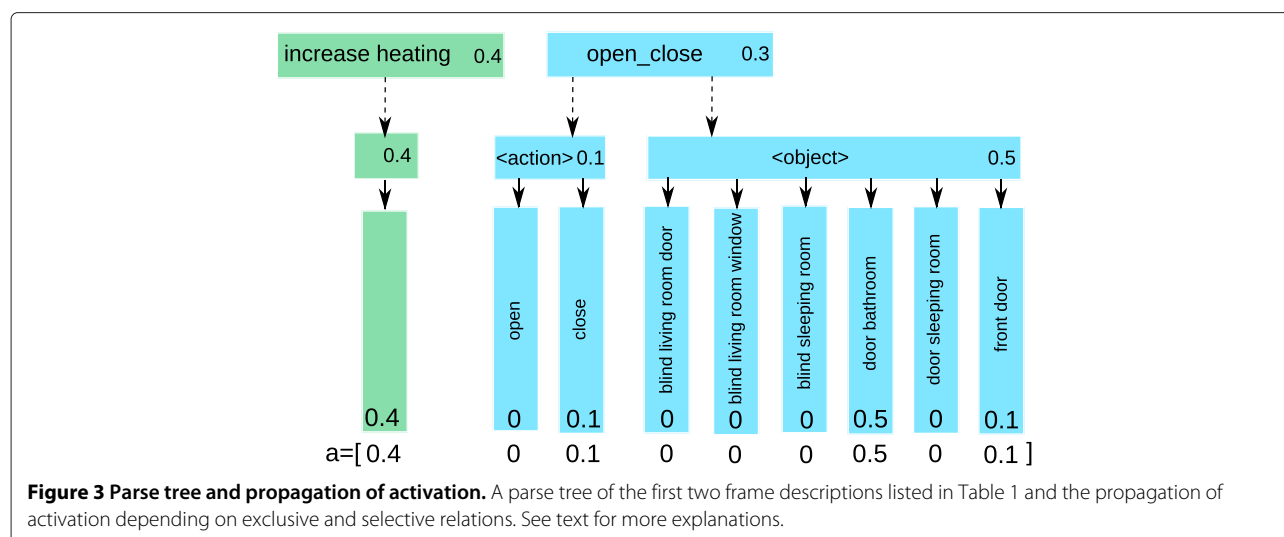 increase heating 0.4
open_close 0.3
0.4
<action> 0.1
<object> 0.5
open
close
blind living room door
blind living room window
blind sleeping room
door bathroom
door sleeping room
front door
0.4 0 0.1 0 0 0 0.5 0 0.1
a=[ 0.4 0 0.1 0 0 0 0.5 0 0.1 ]
Figure 3 Parse tree and propagation of activation. A parse tree of the first two frame descriptions listed in Table 1 and the propagation of
activation depending on exclusive and selective relations. See text for more explanations.